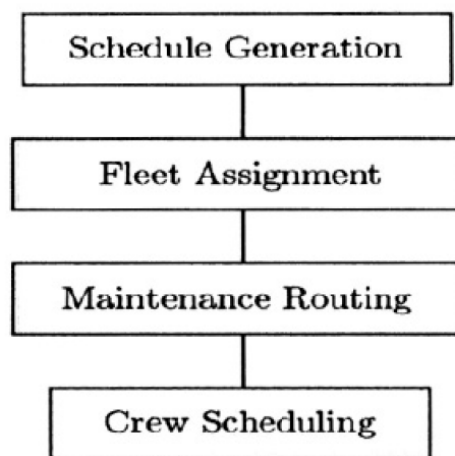 Schedule Generation
Fleet Assignment
Maintenance Routing
Crew Scheduling